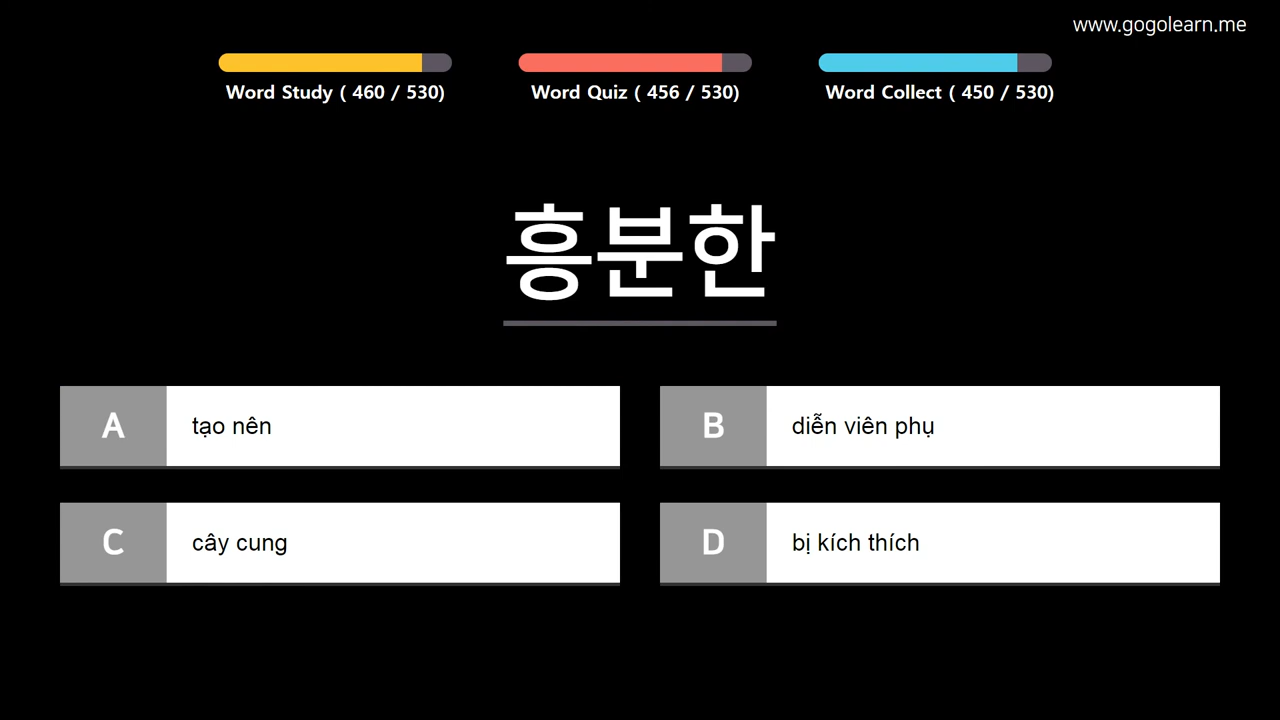 www.gogolearn.me
Word Study ( 460 / 530)
Word Quiz ( 456 / 530)
Word Collect ( 450 / 530)
흥분한
A tạo nên
B diễn viên phụ
C cây cung
D bị kích thích